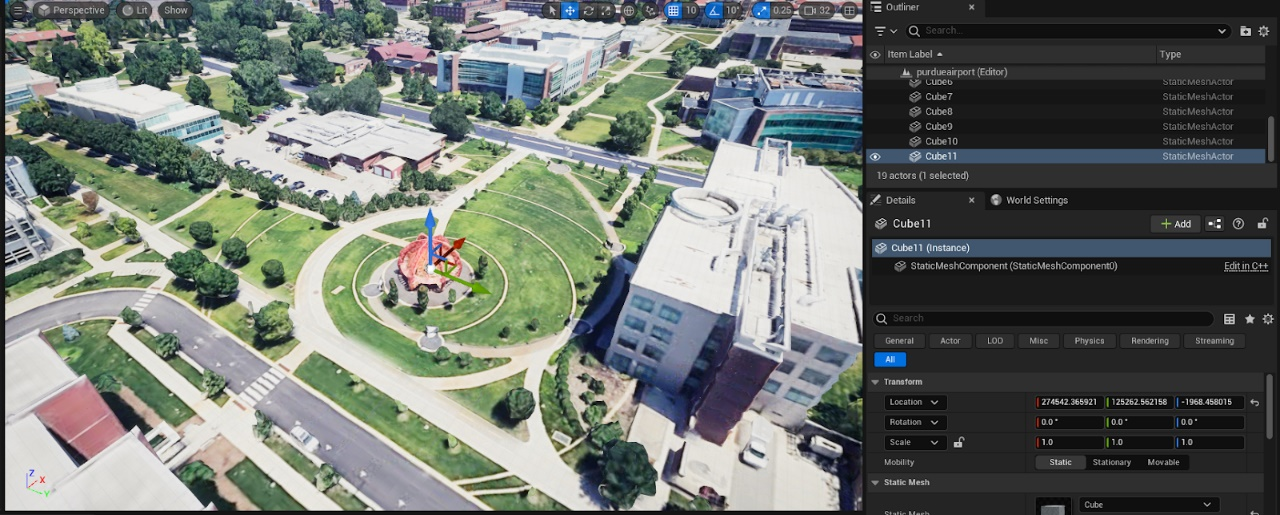 Perspective Lit Show 10 10° 0.25 32
Outliner
Search...
Item Label Type
purdueairport (Editor)
Cube6 StaticMeshActor
Cube7 StaticMeshActor
Cube8 StaticMeshActor
Cube9 StaticMeshActor
Cube10 StaticMeshActor
Cube11 StaticMeshActor
19 actors (1 selected)
Details World Settings
Cube11 + Add
Cube11 (Instance)
StaticMeshComponent (StaticMeshComponent0) Edit in C++
Search
General Actor LOD Misc Physics Rendering Streaming
All
Transform
Location 274542.365921 125262.562158 -1968.458015
Rotation 0.0 ° 0.0 ° 0.0 °
Scale 1.0 1.0 1.0
Mobility Static Stationary Movable
Static Mesh
Static Mesh Cube
Z
X
Y